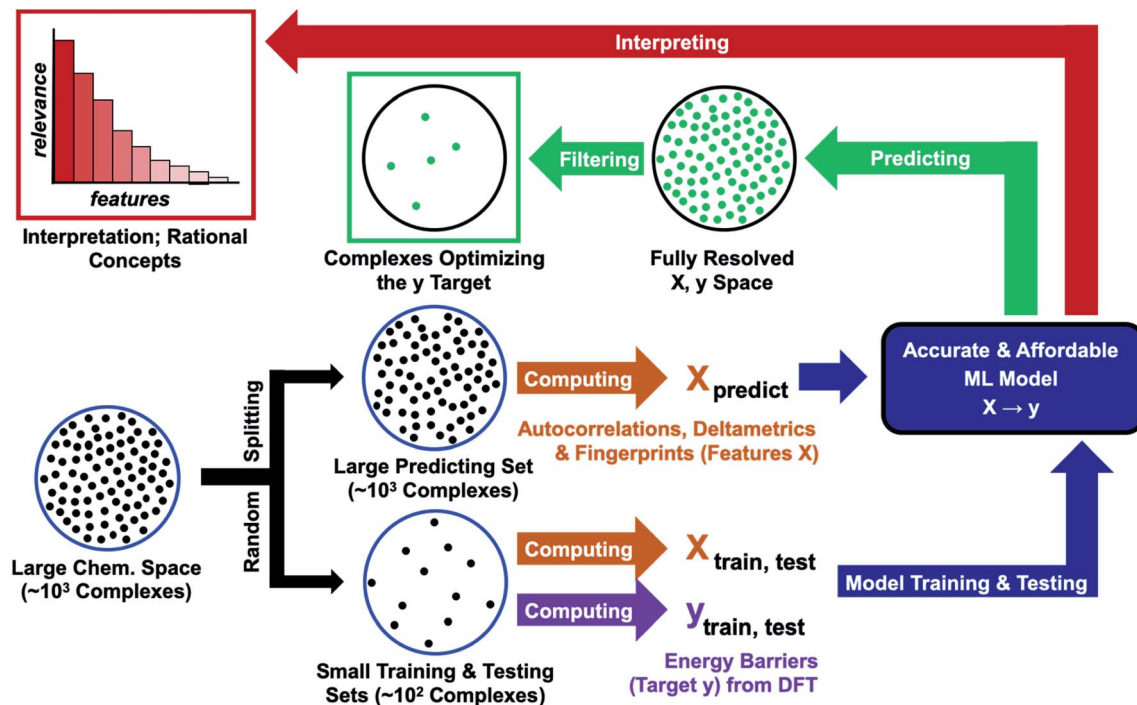 Interpreting
relevance
features
Interpretation; Rational
Concepts
Filtering
Predicting
Complexes Optimizing
the y Target
Fully Resolved
X, y Space
Accurate & Affordable
ML Model
X → y
Large Chem. Space
(~10³ Complexes)
Random Splitting
Large Predicting Set
(~10³ Complexes)
Computing
X predict
Autocorrelations, Deltametrics
& Fingerprints (Features X)
Computing
X train, test
Computing
y train, test
Small Training & Testing
Sets (~10² Complexes)
Energy Barriers
(Target y) from DFT
Model Training & Testing